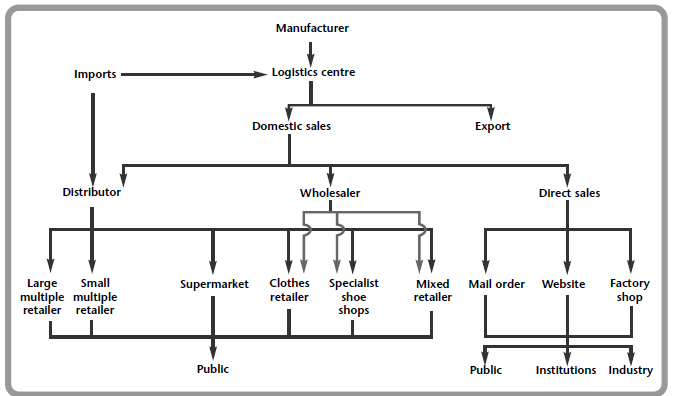 Manufacturer
Imports
Logistics centre
Domestic sales
Export
Distributor
Wholesaler
Direct sales
Large
multiple
retailer
Small
multiple
retailer
Supermarket
Clothes
retailer
Specialist
shoe
shops
Mixed
retailer
Mail order
Website
Factory
shop
Public
Public
Institutions
Industry